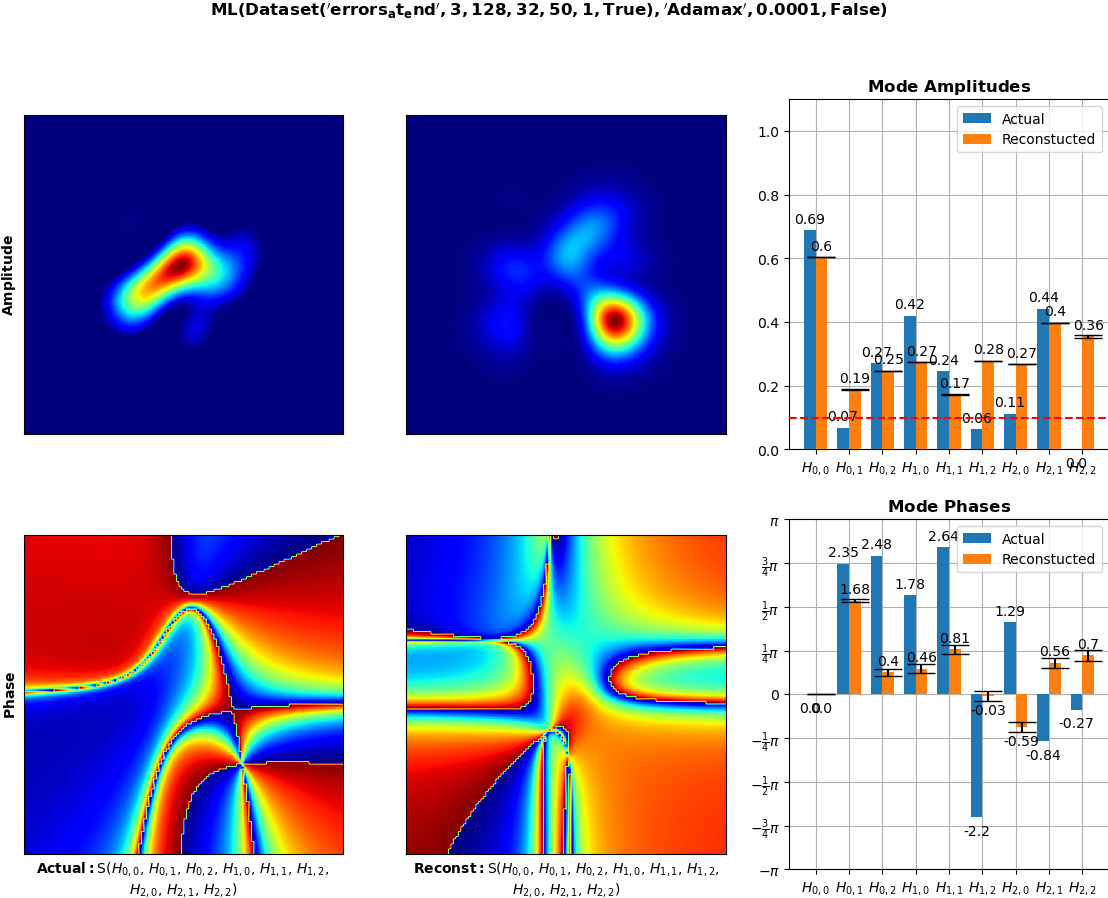 ML(Dataset('errors_at_end', 3, 128, 32, 50, 1, True), 'Adamax', 0.0001, False)
Amplitude
Mode Amplitudes
Actual
Reconstucted
1.0
0.8
0.6
0.4
0.2
0.0
0.69
0.6
0.07
0.19
0.27
0.25
0.42
0.27
0.24
0.17
0.06
0.28
0.11
0.27
0.44
0.4
0.0
0.36
H0,0 H0,1 H0,2 H1,0 H1,1 H1,2 H2,0 H2,1 H2,2
Phase
Mode Phases
Actual
Reconstucted
π
3/4π
1/2π
1/4π
0
−1/4π
−1/2π
−3/4π
−π
0.0
0.0
2.35
1.68
2.48
0.4
1.78
0.46
2.64
0.81
-2.2
-0.03
1.29
-0.59
-0.84
0.56
-0.27
0.7
H0,0 H0,1 H0,2 H1,0 H1,1 H1,2 H2,0 H2,1 H2,2
Actual: S(H0,0, H0,1, H0,2, H1,0, H1,1, H1,2,
H2,0, H2,1, H2,2)
Reconst: S(H0,0, H0,1, H0,2, H1,0, H1,1, H1,2,
H2,0, H2,1, H2,2)